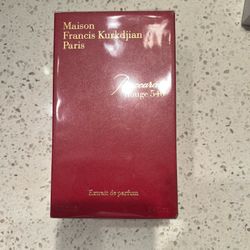 Maison
Francis Kurkdjian
Paris
Baccarat
Rouge 540
Extrait de parfum